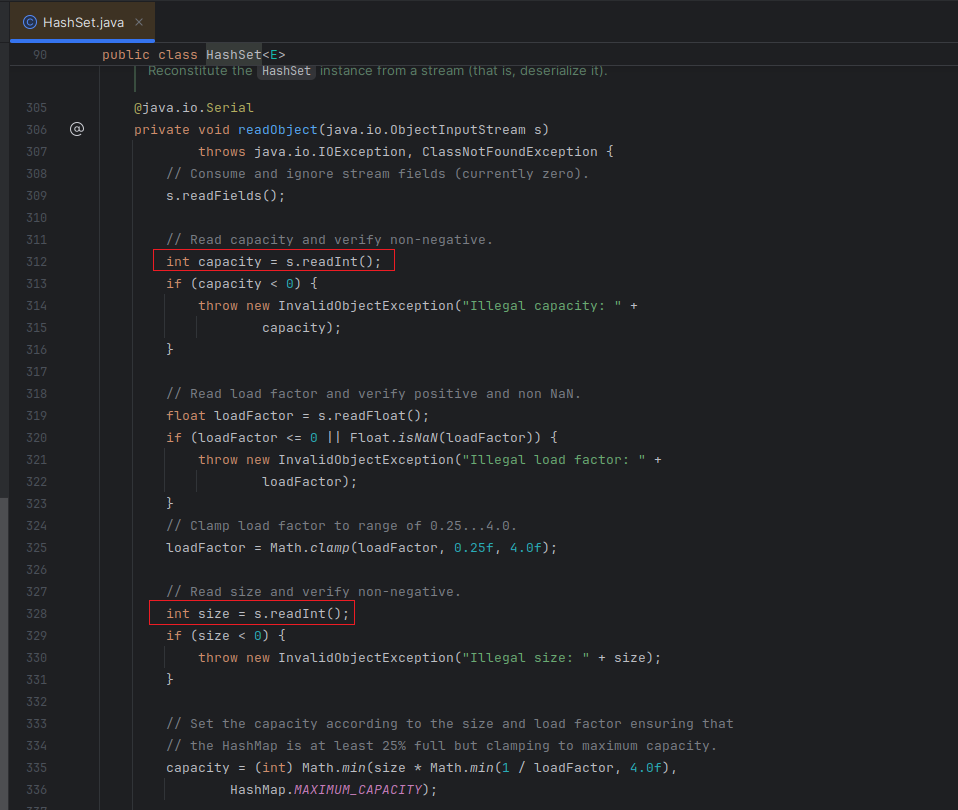 HashSet.java
90 public class HashSet<E>
Reconstitute the HashSet instance from a stream (that is, deserialize it).
305 @java.io.Serial
306 private void readObject(java.io.ObjectInputStream s)
307 throws java.io.IOException, ClassNotFoundException {
308 // Consume and ignore stream fields (currently zero).
309 s.readFields();
310
311 // Read capacity and verify non-negative.
312 int capacity = s.readInt();
313 if (capacity < 0) {
314 throw new InvalidObjectException("Illegal capacity: " +
315 capacity);
316 }
317
318 // Read load factor and verify positive and non NaN.
319 float loadFactor = s.readFloat();
320 if (loadFactor <= 0 || Float.isNaN(loadFactor)) {
321 throw new InvalidObjectException("Illegal load factor: " +
322 loadFactor);
323 }
324 // Clamp load factor to range of 0.25...4.0.
325 loadFactor = Math.clamp(loadFactor, 0.25f, 4.0f);
326
327 // Read size and verify non-negative.
328 int size = s.readInt();
329 if (size < 0) {
330 throw new InvalidObjectException("Illegal size: " + size);
331 }
332
333 // Set the capacity according to the size and load factor ensuring that
334 // the HashMap is at least 25% full but clamping to maximum capacity.
335 capacity = (int) Math.min(size * Math.min(1 / loadFactor, 4.0f),
336 HashMap.MAXIMUM_CAPACITY);